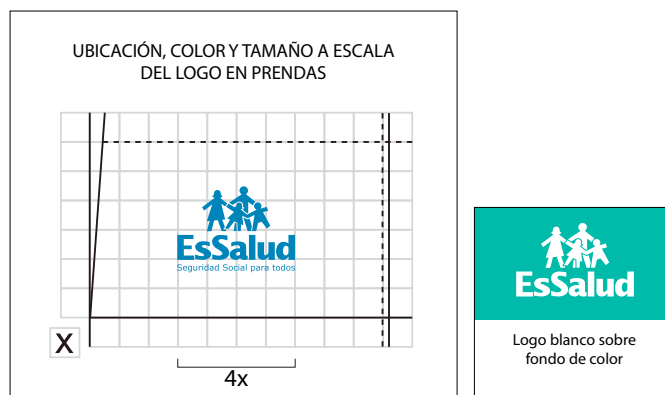 UBICACIÓN, COLOR Y TAMAÑO A ESCALA
DEL LOGO EN PRENDAS
EsSalud
Seguridad Social para todos
X
4x
EsSalud
Logo blanco sobre
fondo de color